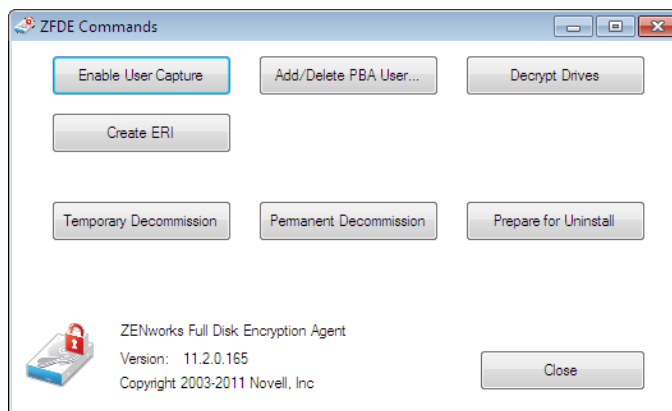 ZFDE Commands
Enable User Capture
Add/Delete PBA User...
Decrypt Drives
Create ERI
Temporary Decommission
Permanent Decommission
Prepare for Uninstall
ZENworks Full Disk Encryption Agent
Version: 11.2.0.165
Copyright 2003-2011 Novell, Inc
Close